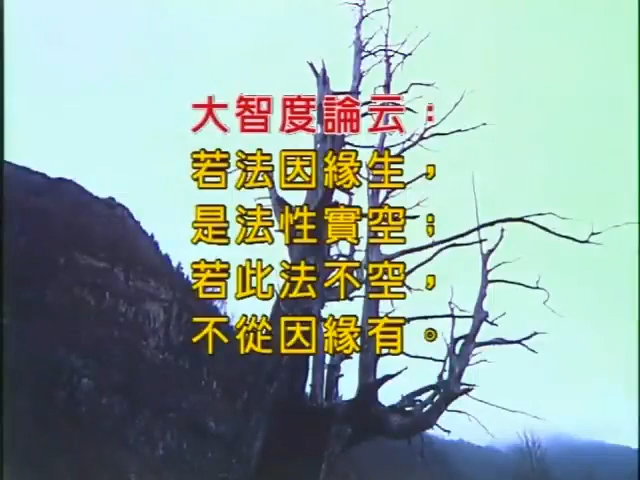 大智度論云：
若法因緣生，
是法性實空；
若此法不空，
不從因緣有。